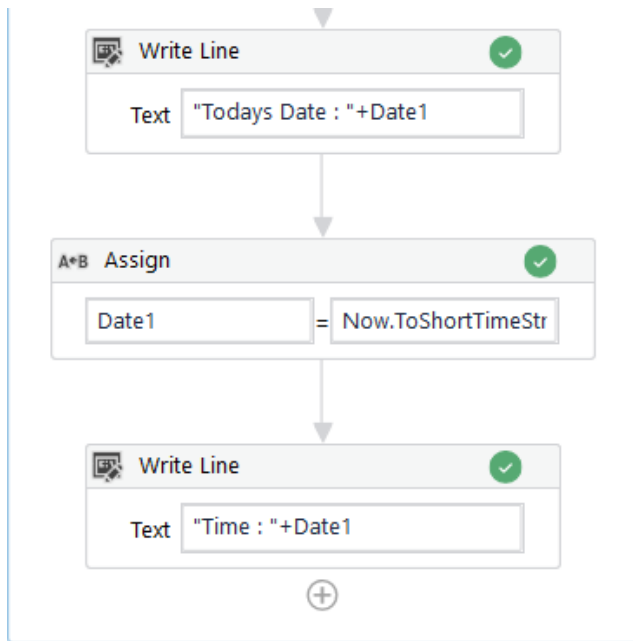 Write Line
Text "Todays Date : "+Date1
A+B Assign
Date1 = Now.ToShortTimeStr
Write Line
Text "Time : "+Date1